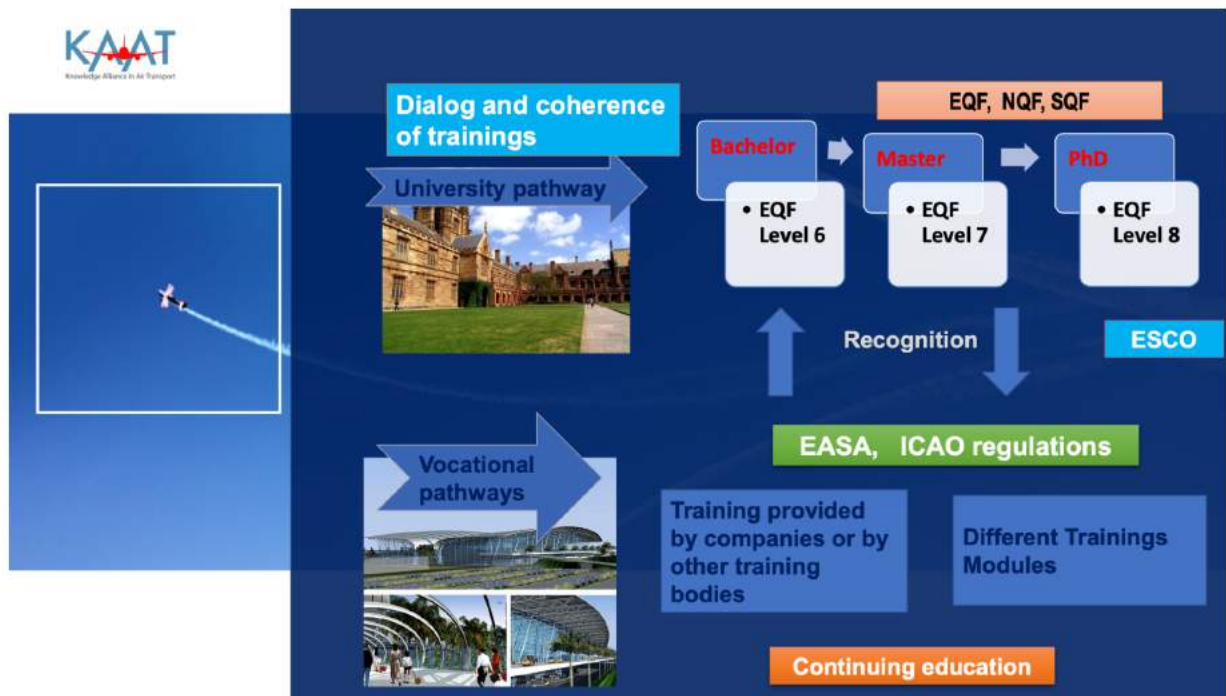 KAAT
Knowledge Alliance in Air Transport
Dialog and coherence
of trainings
EQF, NQF, SQF
University pathway
Bachelor
Master
PhD
• EQF
Level 6
• EQF
Level 7
• EQF
Level 8
Recognition
ESCO
EASA, ICAO regulations
Vocational
pathways
Training provided
by companies or by
other training
bodies
Different Trainings
Modules
Continuing education